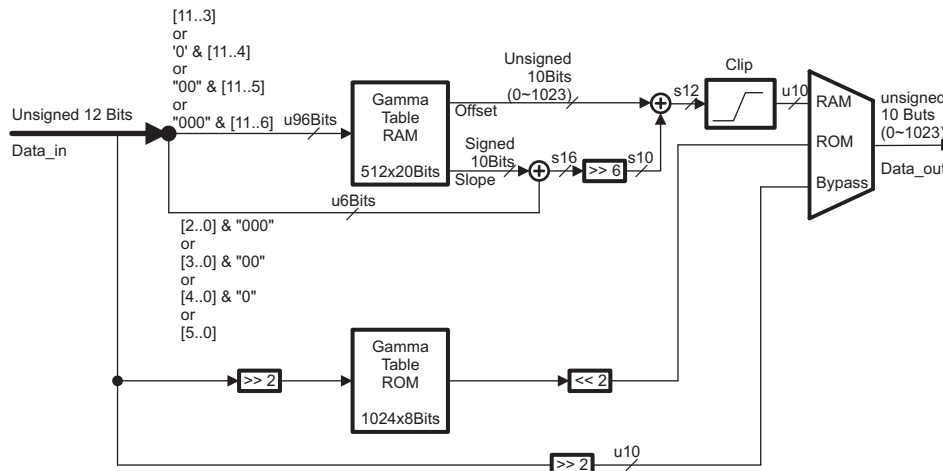 [11..3]
or
'0' & [11..4]
or
"00" & [11..5]
or
"000" & [11..6]
Unsigned 12 Bits
Data_in
u96Bits
Gamma
Table
RAM
512x20Bits
Unsigned
10Bits
(0~1023)
Offset
Signed
10Bits
Slope
s16
>> 6
s10
s12
Clip
u10
RAM
ROM
Bypass
unsigned
10 Buts
(0~1023)
Data_out
u6Bits
[2..0] & "000"
or
[3..0] & "00"
or
[4..0] & "0"
or
[5..0]
>> 2
Gamma
Table
ROM
1024x8Bits
<< 2
>> 2
u10